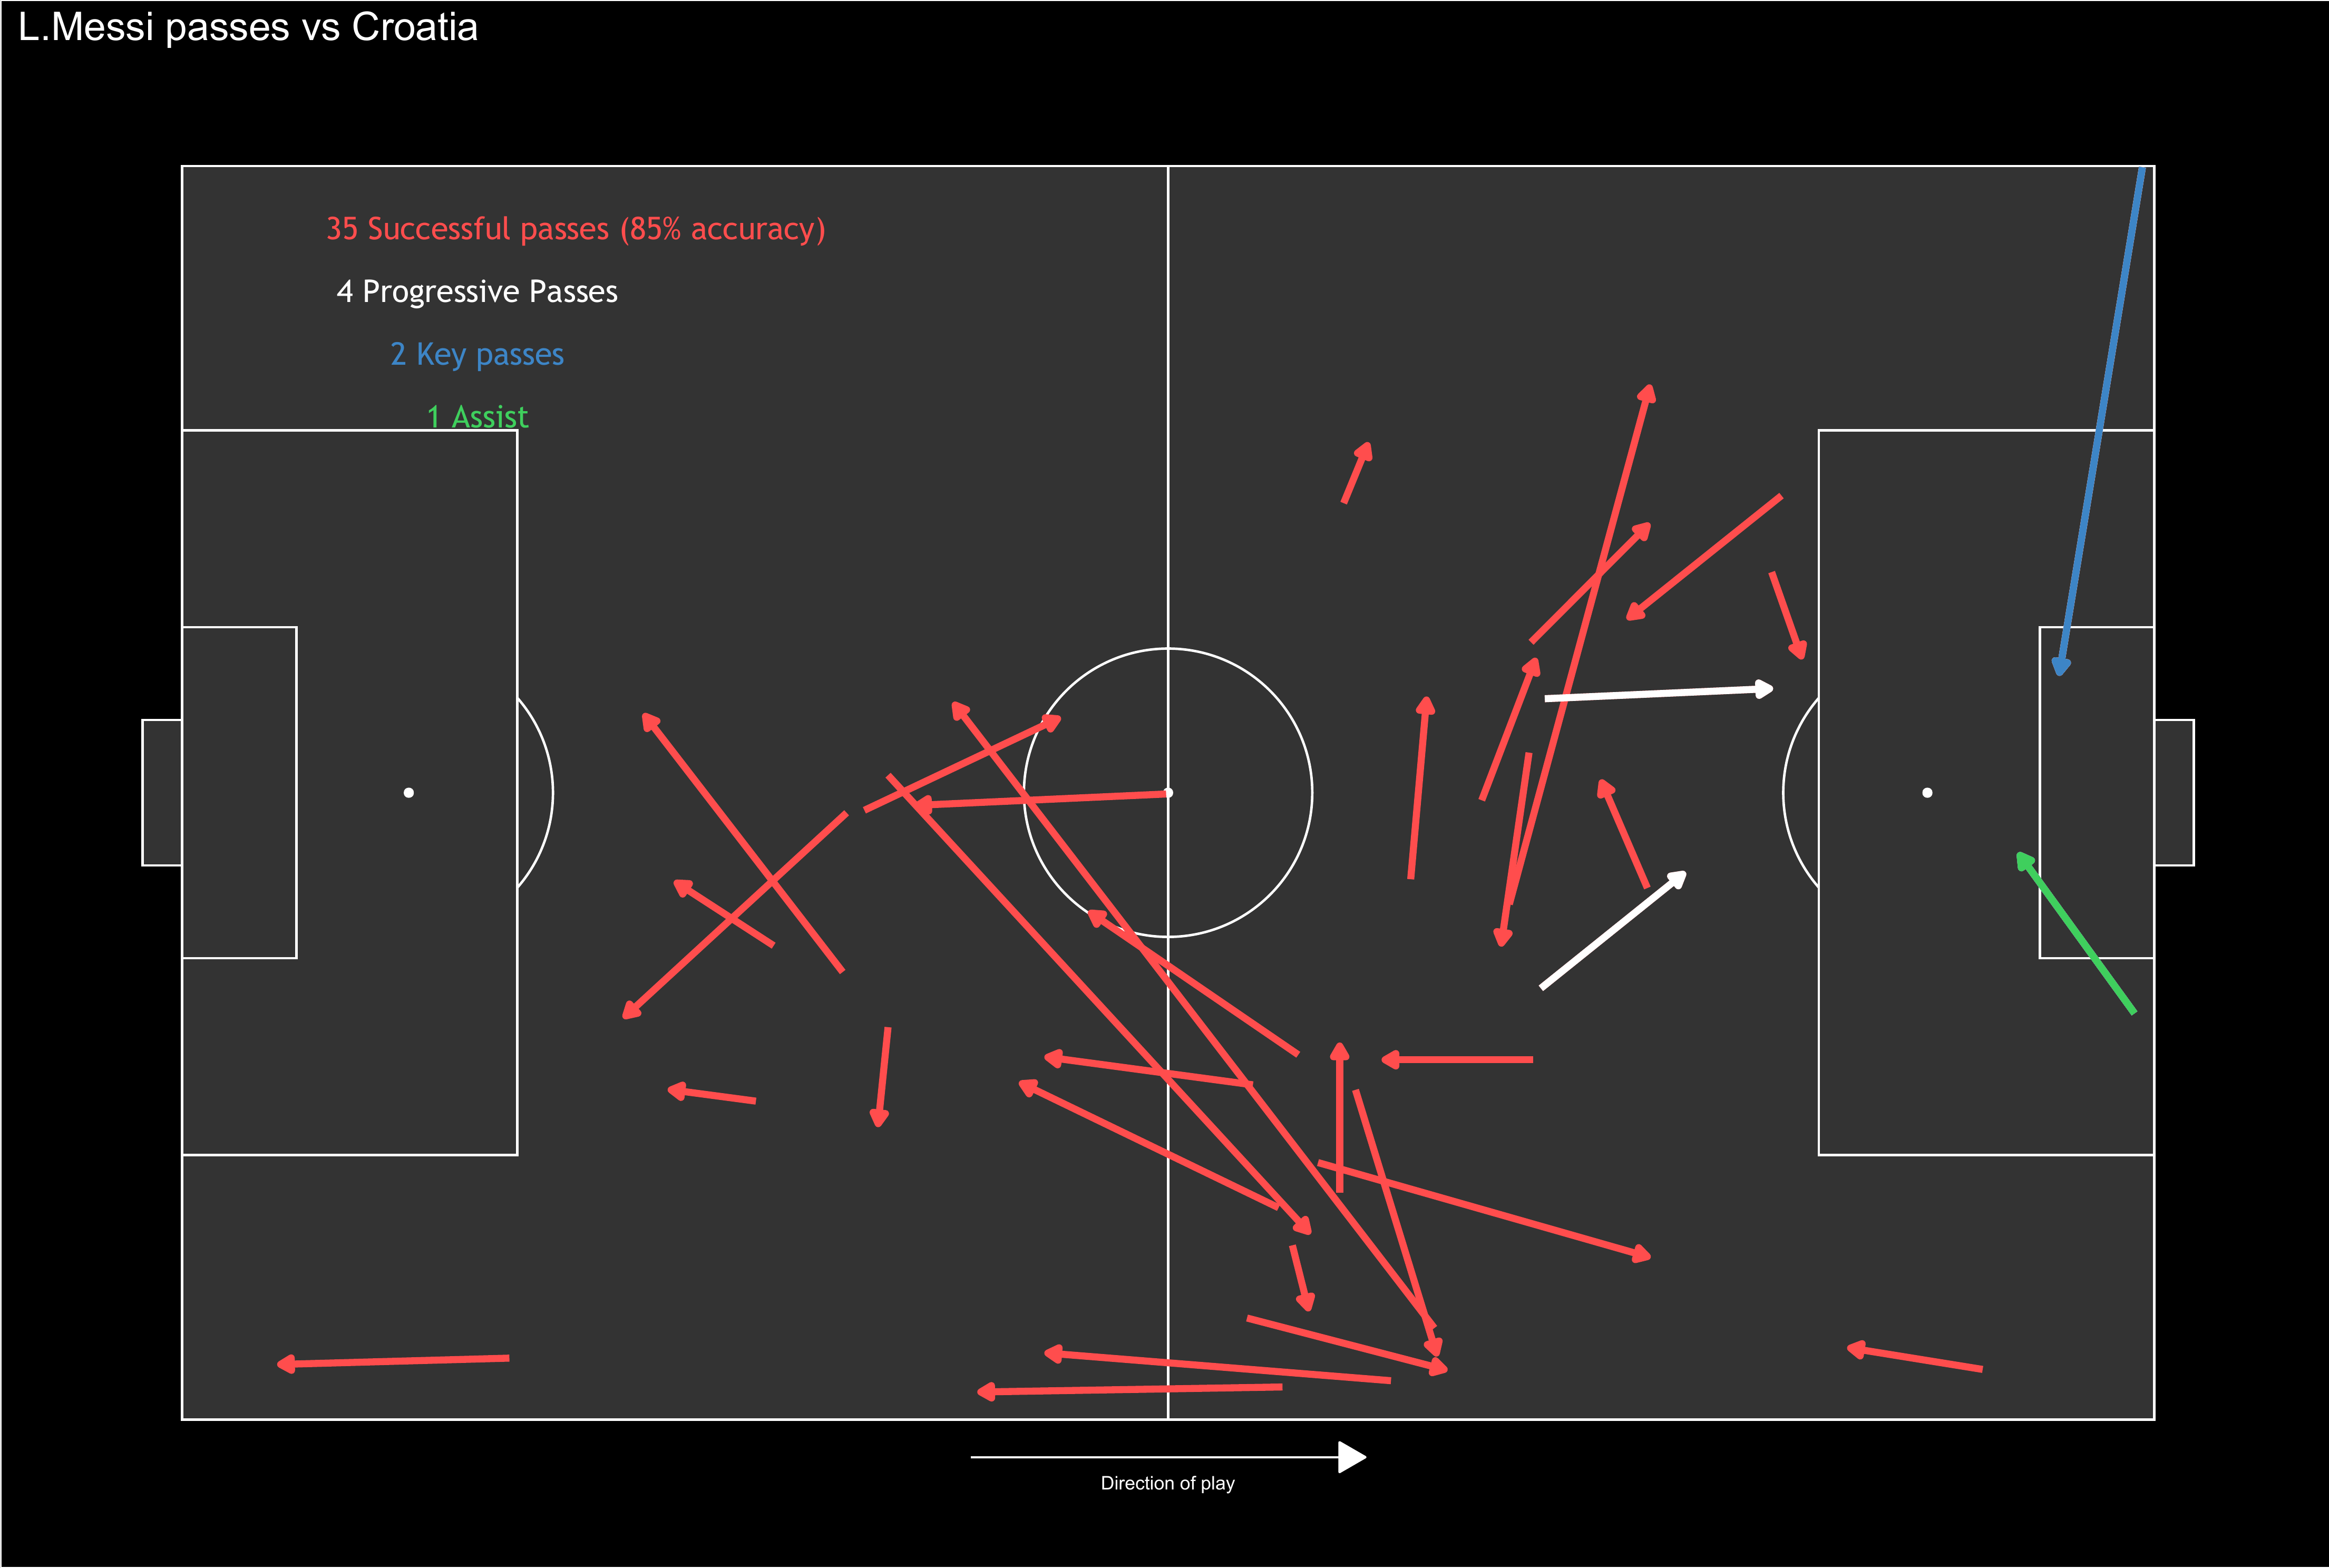 L.Messi passes vs Croatia
35 Successful passes (85% accuracy)
4 Progressive Passes
2 Key passes
1 Assist
Direction of play